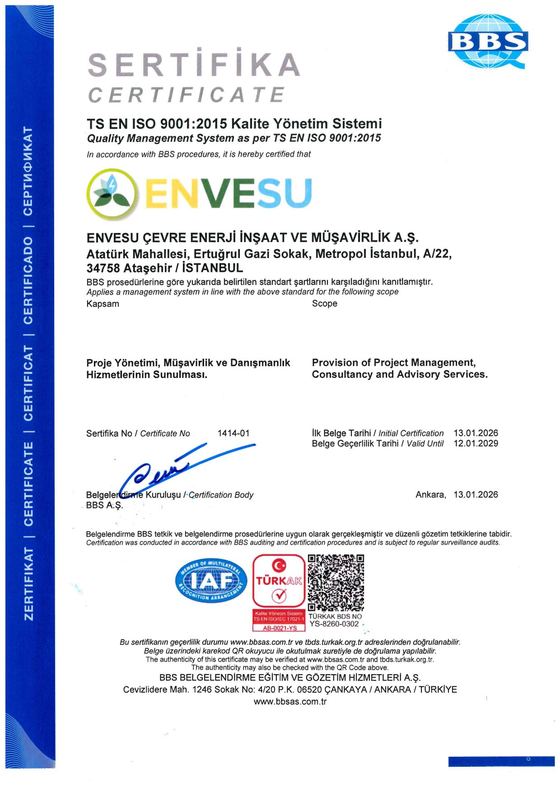 BBS
SERTİFİKA
CERTIFICATE
TS EN ISO 9001:2015 Kalite Yönetim Sistemi
Quality Management System as per TS EN ISO 9001:2015
In accordance with BBS procedures, it is hereby certified that
ENVESU
ENVESU ÇEVRE ENERJİ İNŞAAT VE MÜŞAVİRLİK A.Ş.
Atatürk Mahallesi, Ertuğrul Gazi Sokak, Metropol İstanbul, A/22,
34758 Ataşehir / İSTANBUL
BBS prosedürlerine göre yukarıda belirtilen standart şartlarını karşıladığını kanıtlamıştır.
Applies a management system in line with the above standard for the following scope
Kapsam Scope
Proje Yönetimi, Müşavirlik ve Danışmanlık Hizmetlerinin Sunulması.
Provision of Project Management, Consultancy and Advisory Services.
Sertifika No / Certificate No 1414-01
İlk Belge Tarihi / Initial Certification 13.01.2026
Belge Geçerlilik Tarihi / Valid Until 12.01.2029
Belgelendirme Kuruluşu / Certification Body
BBS A.Ş.
Ankara, 13.01.2026
Belgelendirme BBS tetkik ve belgelendirme prosedürlerine uygun olarak gerçekleşmiştir ve düzenli gözetim tetkiklerine tabidir.
Certification was conducted in accordance with BBS auditing and certification procedures and is subject to regular surveillance audits.
MEMBER OF MULTILATERAL
IAF
RECOGNITION ARRANGEMENT
TÜRKAK
Kalite Yönetim Sistemi
TS EN ISO/IEC 17021-1
AB-0021-YS
TÜRKAK BDS NO
YS-8260-0302
Bu sertifikanın geçerlilik durumu www.bbsas.com.tr ve tbds.turkak.org.tr adreslerinden doğrulanabilir.
Belge üzerindeki karekod QR okuyucu ile okutulmak suretiyle de doğrulama yapılabilir.
The authenticity of this certificate may be verified at www.bbsas.com.tr and tbds.turkak.org.tr.
The authenticity may also be checked with the QR Code above.
BBS BELGELENDİRME EĞİTİM VE GÖZETİM HİZMETLERİ A.Ş.
Cevizlidere Mah. 1246 Sokak No: 4/20 P.K. 06520 ÇANKAYA / ANKARA / TÜRKİYE
www.bbsas.com.tr
ZERTIFIKAT | CERTIFICATE | CERTIFICAT | CERTIFICADO | СЕРТИФИКАТ